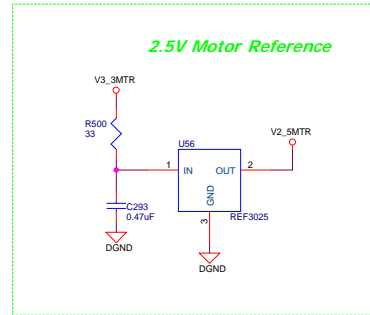 2.5V Motor Reference
V3_3MTR
R500
33
U56
V2_5MTR
1
IN
OUT
2
GND
C293
0.47uF
3
REF3025
DGND
DGND